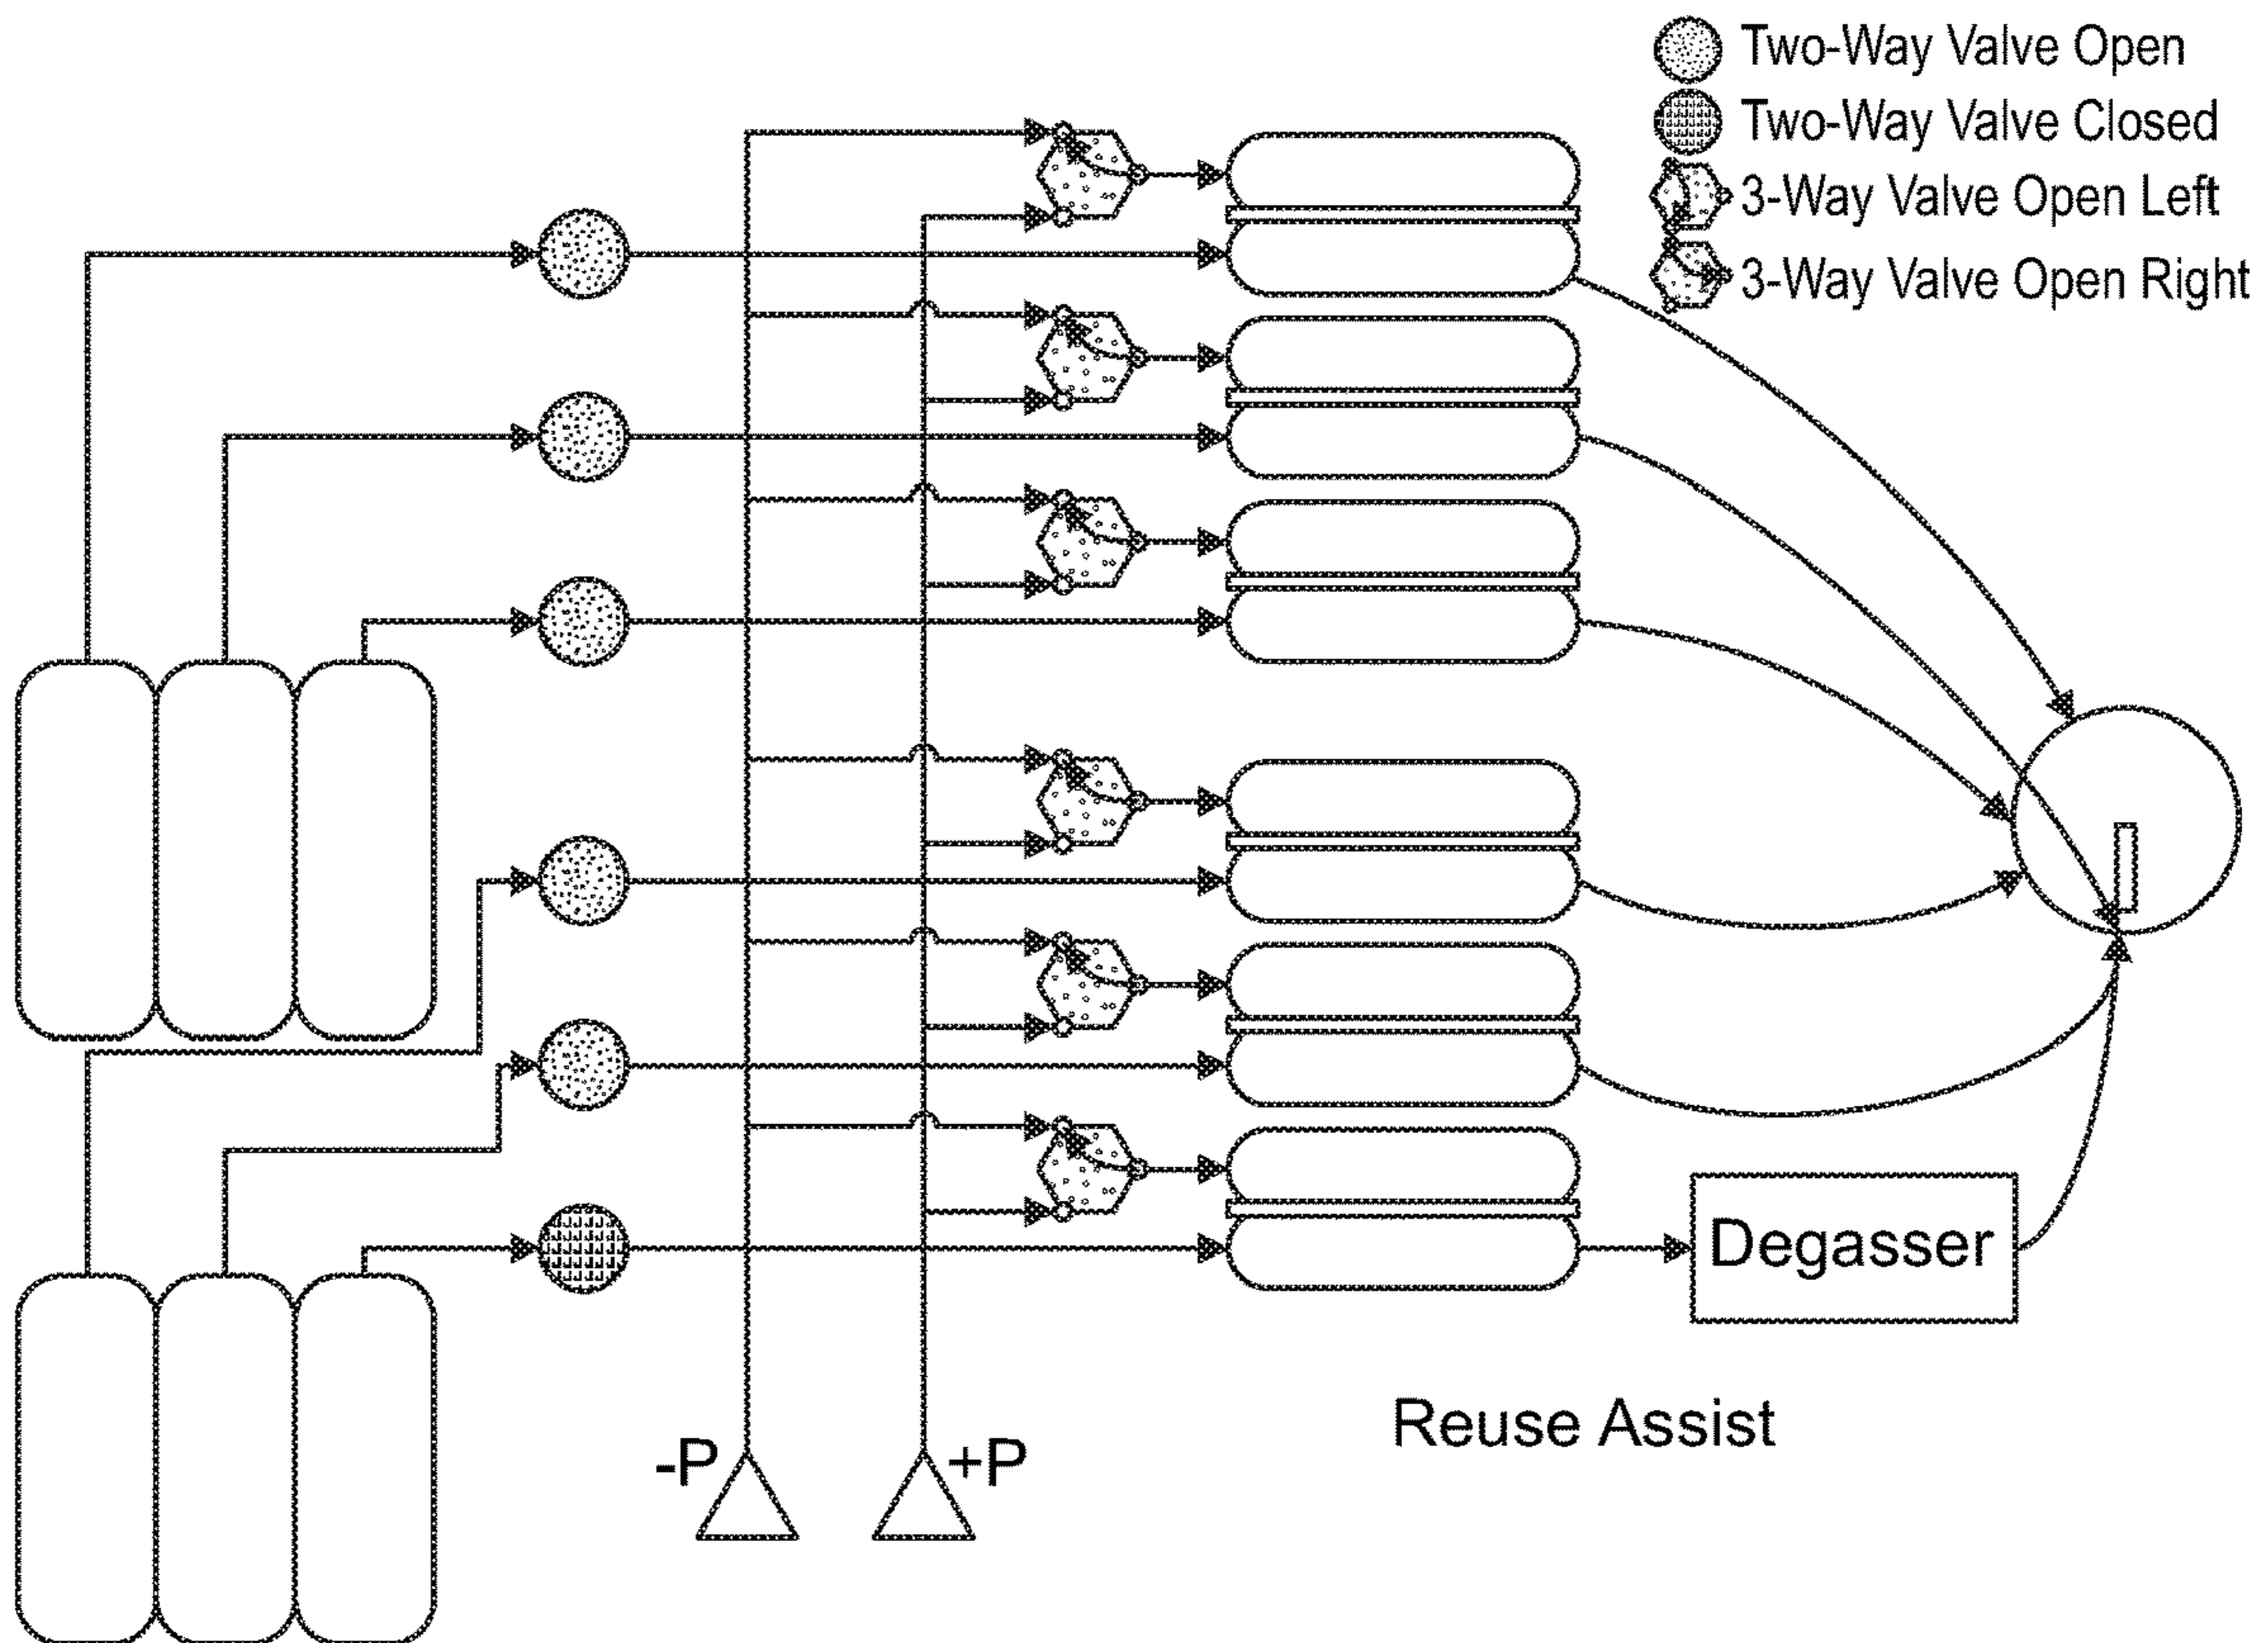 Two-Way Valve Open
Two-Way Valve Closed
3-Way Valve Open Left
3-Way Valve Open Right
Degasser
Reuse Assist
-P
+P